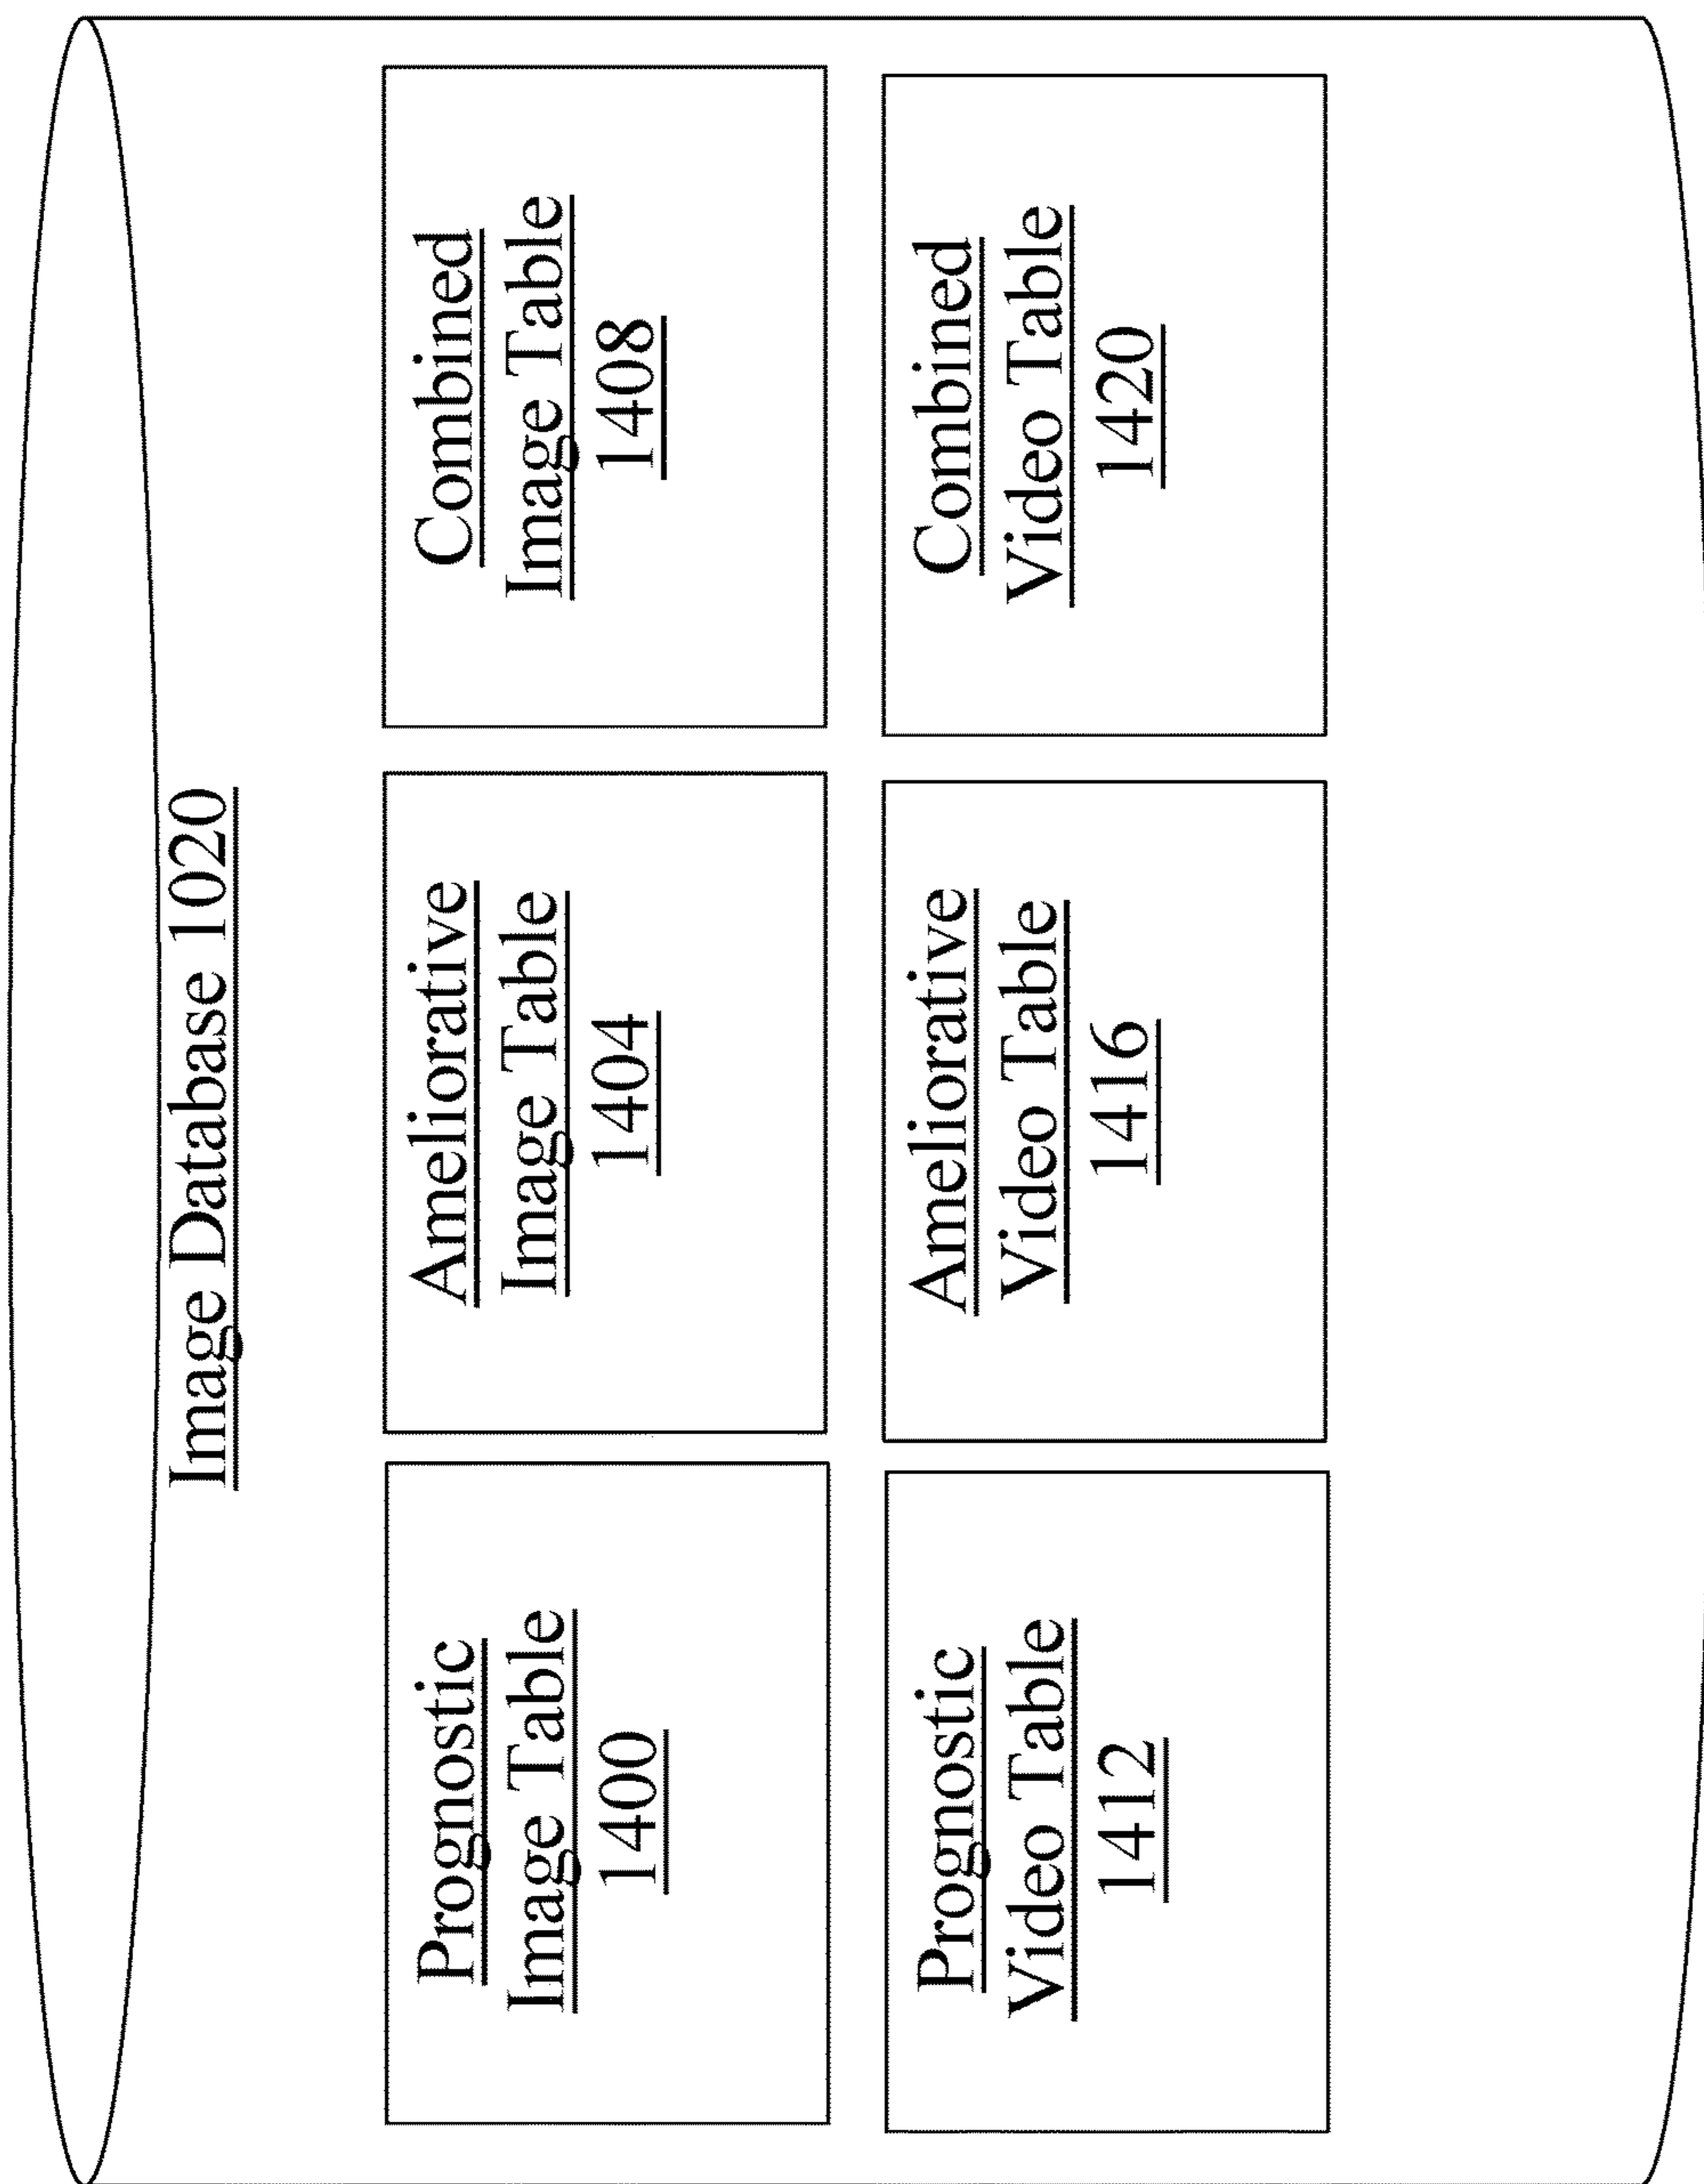 Image Database 1020
Prognostic
Image Table
1400
Ameliorative
Image Table
1404
Combined
Image Table
1408
Prognostic
Video Table
1412
Ameliorative
Video Table
1416
Combined
Video Table
1420